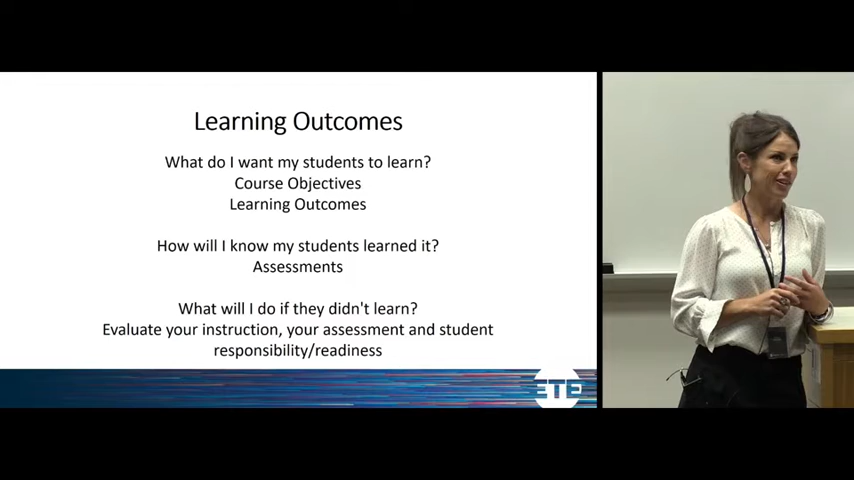 Learning Outcomes
What do I want my students to learn?
Course Objectives
Learning Outcomes
How will I know my students learned it?
Assessments
What will I do if they didn't learn?
Evaluate your instruction, your assessment and student
responsibility/readiness
ETE